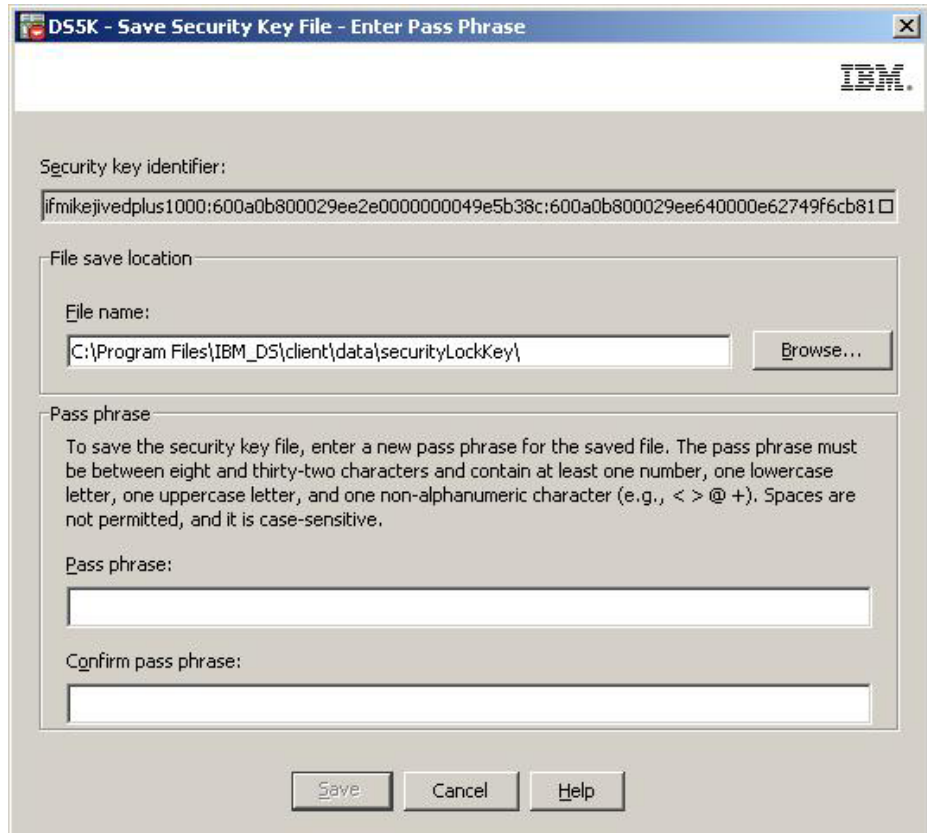 DS5K - Save Security Key File - Enter Pass Phrase
IBM.
Security key identifier:
ifmikejivedplus1000:600a0b800029ee2e0000000049e5b38c:600a0b800029ee640000e62749f6cb81□
File save location
File name:
C:\Program Files\IBM_DS\client\data\securityLockKey\
Browse...
Pass phrase
To save the security key file, enter a new pass phrase for the saved file. The pass phrase must
be between eight and thirty-two characters and contain at least one number, one lowercase
letter, one uppercase letter, and one non-alphanumeric character (e.g., < > @ +). Spaces are
not permitted, and it is case-sensitive.
Pass phrase:
Confirm pass phrase:
Save Cancel Help